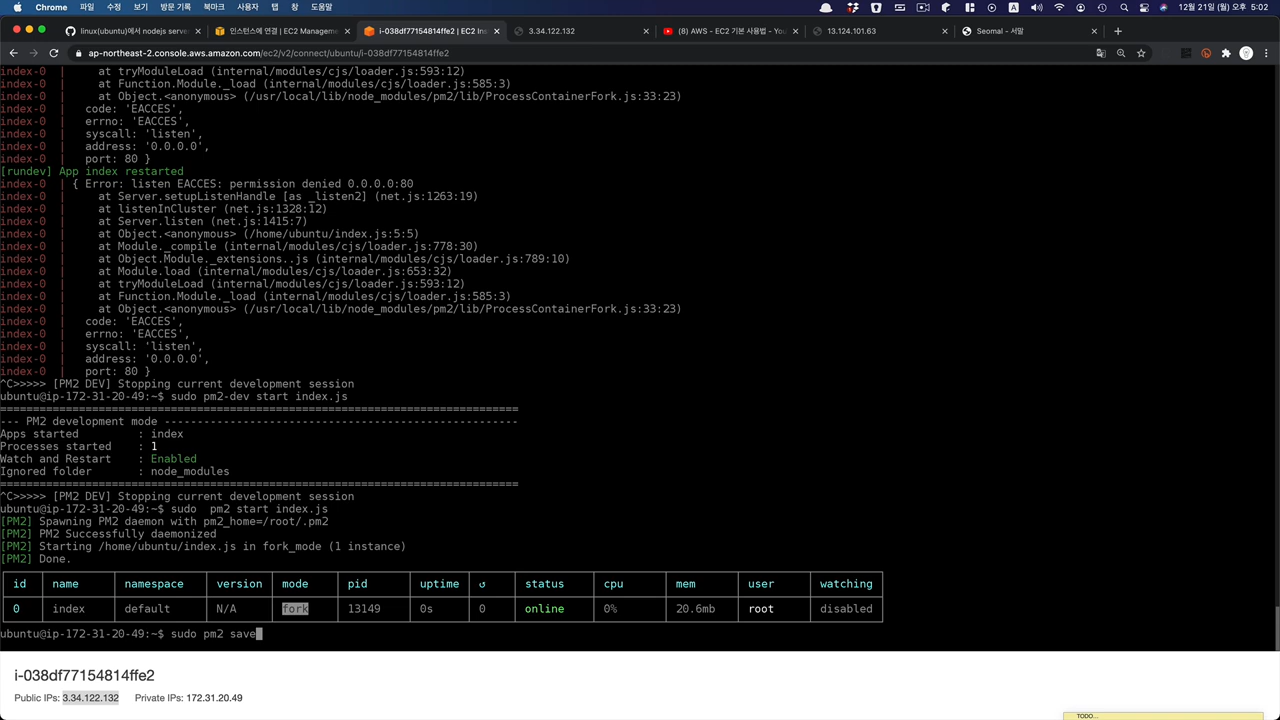 Chrome 파일 수정 보기 방문 기록 북마크 사용자 탭 창 도움말 12월 21일 (월) 오후 5:02
linux(ubuntu)에서 nodejs serve
인스턴스에 연결 | EC2 Manageme
i-038df77154814ffe2 | EC2 Ins
3.34.122.132
(8) AWS - EC2 기본 사용법 - You
13.124.101.63
Seomal - 서말
ap-northeast-2.console.aws.amazon.com/ec2/v2/connect/ubuntu/i-038df77154814ffe2
index-0 | at tryModuleLoad (internal/modules/cjs/loader.js:593:12)
index-0 | at Function.Module._load (internal/modules/cjs/loader.js:585:3)
index-0 | at Object.<anonymous> (/usr/local/lib/node_modules/pm2/lib/ProcessContainerFork.js:33:23)
index-0 | code: 'EACCES',
index-0 | errno: 'EACCES',
index-0 | syscall: 'listen',
index-0 | address: '0.0.0.0',
index-0 | port: 80 }
[rundev] App index restarted
index-0 | { Error: listen EACCES: permission denied 0.0.0.0:80
index-0 | at Server.setupListenHandle [as _listen2] (net.js:1263:19)
index-0 | at listenInCluster (net.js:1328:12)
index-0 | at Server.listen (net.js:1415:7)
index-0 | at Object.<anonymous> (/home/ubuntu/index.js:5:5)
index-0 | at Module._compile (internal/modules/cjs/loader.js:778:30)
index-0 | at Object.Module._extensions..js (internal/modules/cjs/loader.js:789:10)
index-0 | at Module.load (internal/modules/cjs/loader.js:653:32)
index-0 | at tryModuleLoad (internal/modules/cjs/loader.js:593:12)
index-0 | at Function.Module._load (internal/modules/cjs/loader.js:585:3)
index-0 | at Object.<anonymous> (/usr/local/lib/node_modules/pm2/lib/ProcessContainerFork.js:33:23)
index-0 | code: 'EACCES',
index-0 | errno: 'EACCES',
index-0 | syscall: 'listen',
index-0 | address: '0.0.0.0',
index-0 | port: 80 }
^C>>>>> [PM2 DEV] Stopping current development session
ubuntu@ip-172-31-20-49:~$ sudo pm2-dev start index.js
===============================================================================
--- PM2 development mode ------------------------------------------------------
Apps started : index
Processes started : 1
Watch and Restart : Enabled
Ignored folder : node_modules
===============================================================================
^C>>>>> [PM2 DEV] Stopping current development session
ubuntu@ip-172-31-20-49:~$ sudo  pm2 start index.js
[PM2] Spawning PM2 daemon with pm2_home=/root/.pm2
[PM2] PM2 Successfully daemonized
[PM2] Starting /home/ubuntu/index.js in fork_mode (1 instance)
[PM2] Done.
id name namespace version mode pid uptime ↺ status cpu mem user watching
0 index default N/A fork 13149 0s 0 online 0% 20.6mb root disabled
ubuntu@ip-172-31-20-49:~$ sudo pm2 save
i-038df77154814ffe2
Public IPs: 3.34.122.132 Private IPs: 172.31.20.49
TODO...